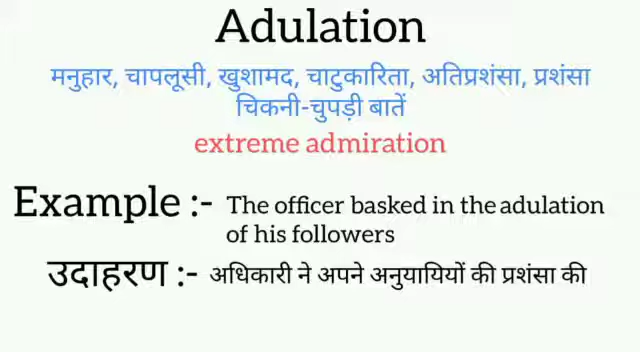 Adulation
मनुहार, चापलूसी, खुशामद, चाटुकारिता, अतिप्रशंसा, प्रशंसा
चिकनी-चुपड़ी बातें
extreme admiration
Example :- The officer basked in the adulation
of his followers
उदाहरण :- अधिकारी ने अपने अनुयायियों की प्रशंसा की